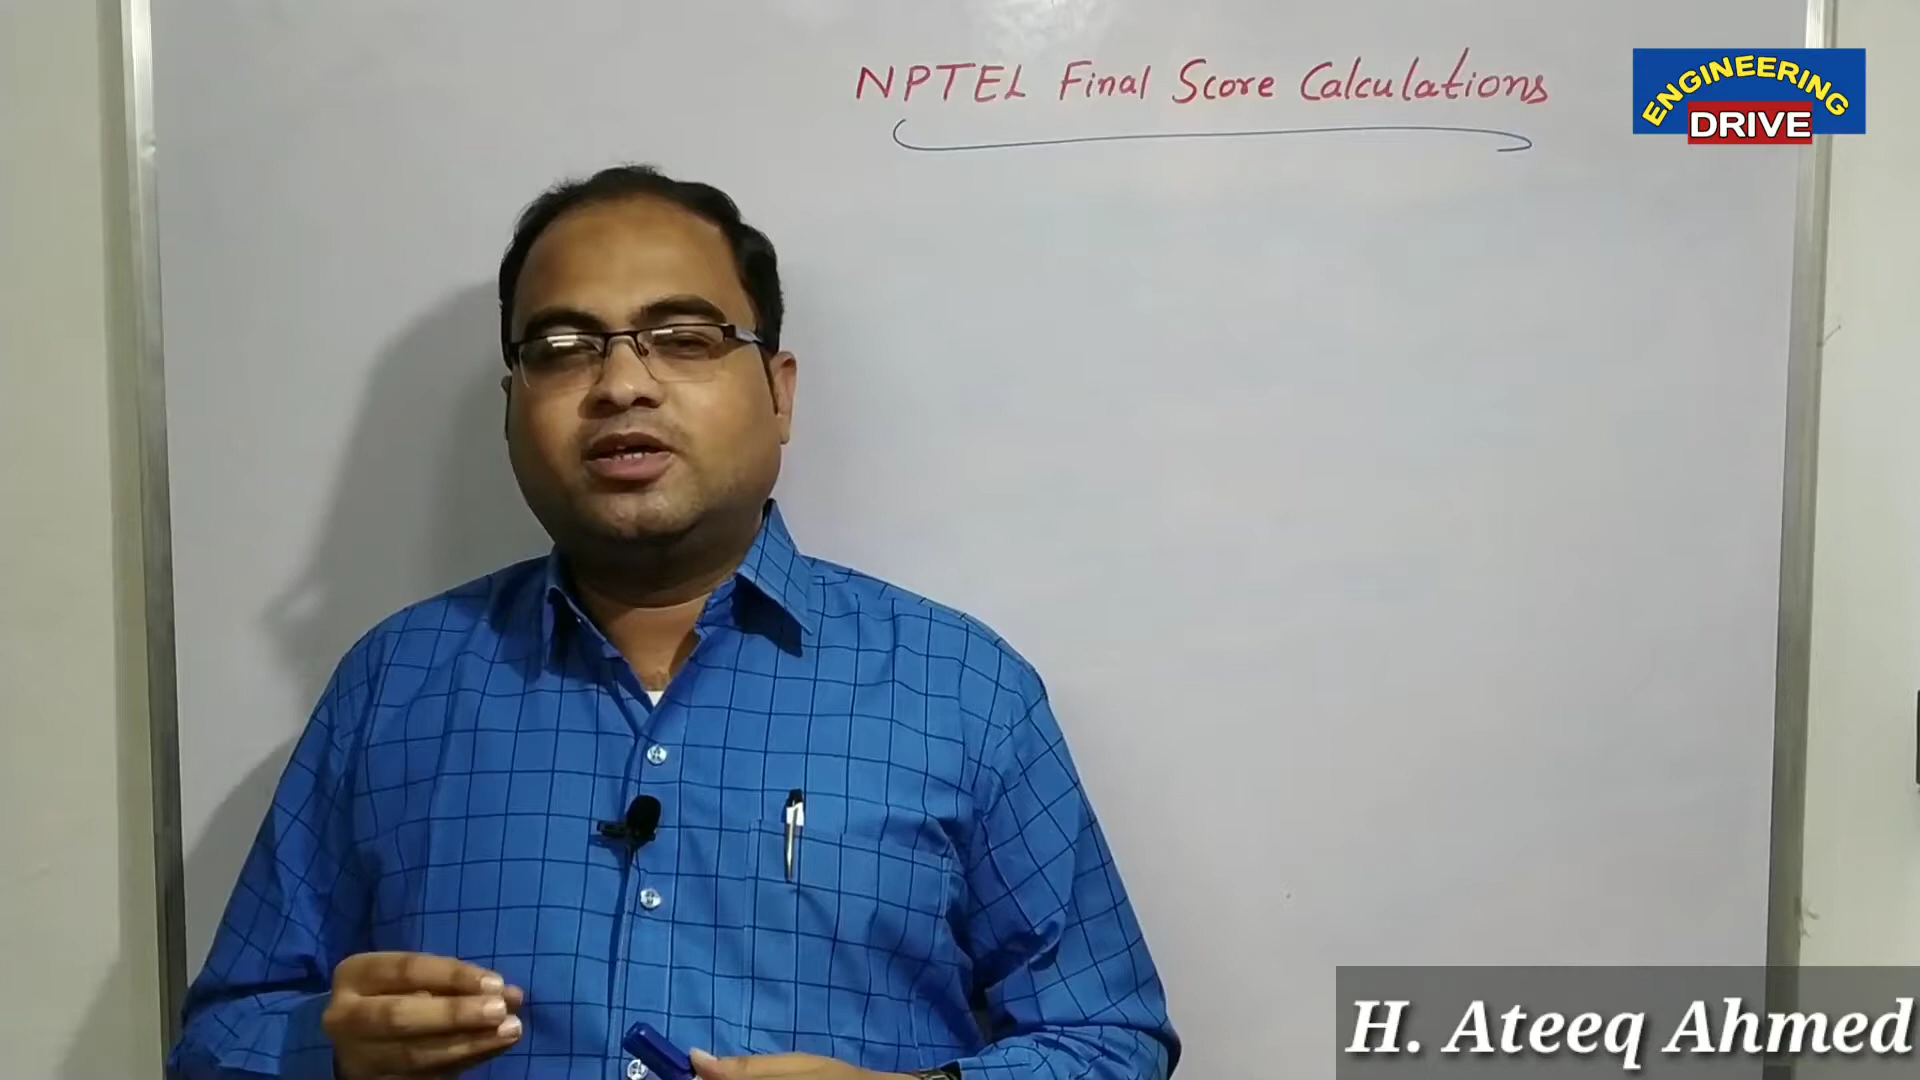 NPTEL Final Score Calculations
ENGINEERING
DRIVE
H. Ateeq Ahmed